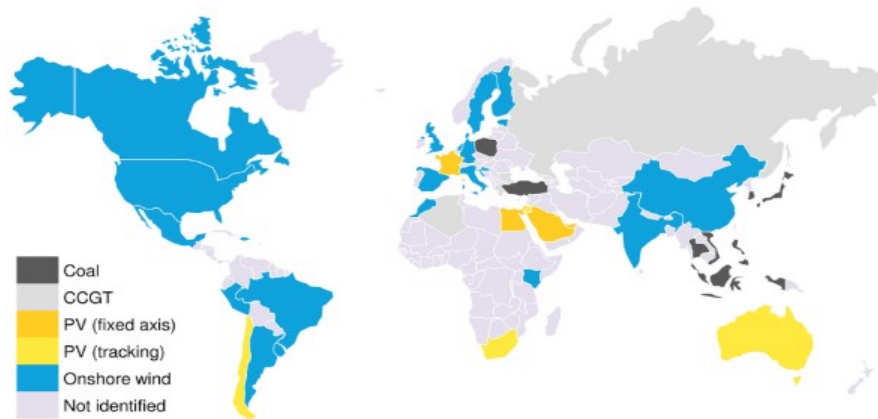 Coal
CCGT
PV (fixed axis)
PV (tracking)
Onshore wind
Not identified